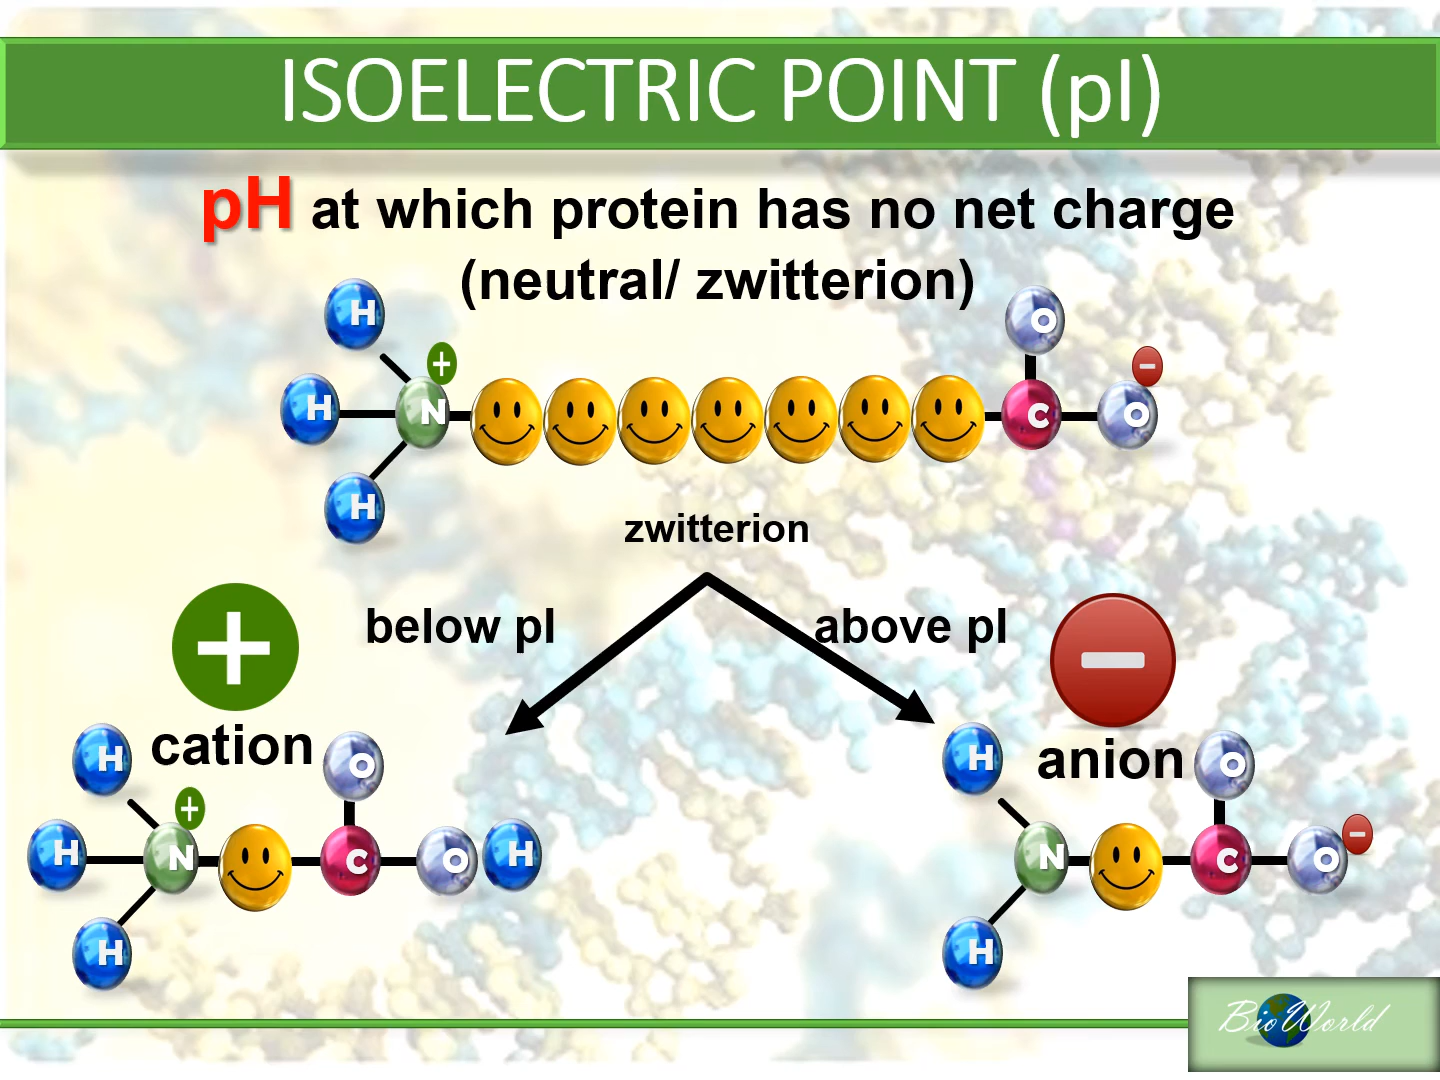 ISOELECTRIC POINT (pI)
pH at which protein has no net charge
(neutral/ zwitterion)
H
O
+
−
H
N
C
O
H
zwitterion
below pI
above pI
+
−
cation
anion
H
O
H
O
+
−
H
N
C
O
H
N
C
O
H
H
BioWorld